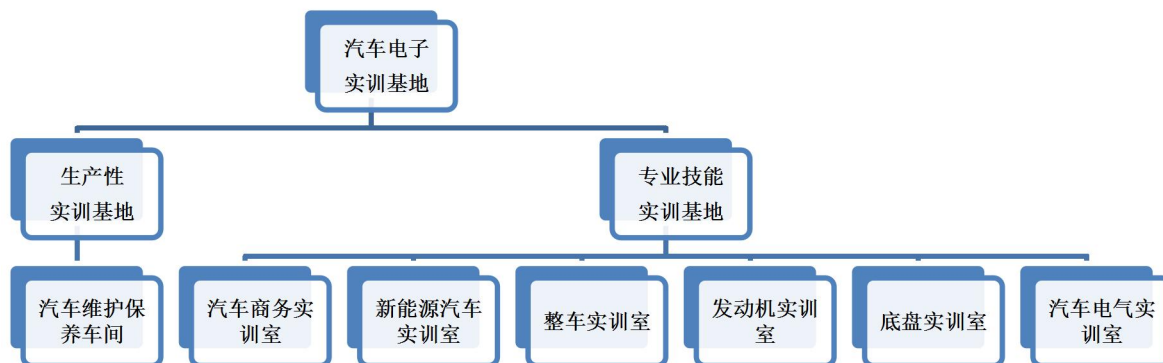 汽车电子
实训基地
生产性
实训基地
专业技能
实训基地
汽车维护保
养车间
汽车商务实
训室
新能源汽车
实训室
整车实训室
发动机实训
室
底盘实训室
汽车电气实
训室